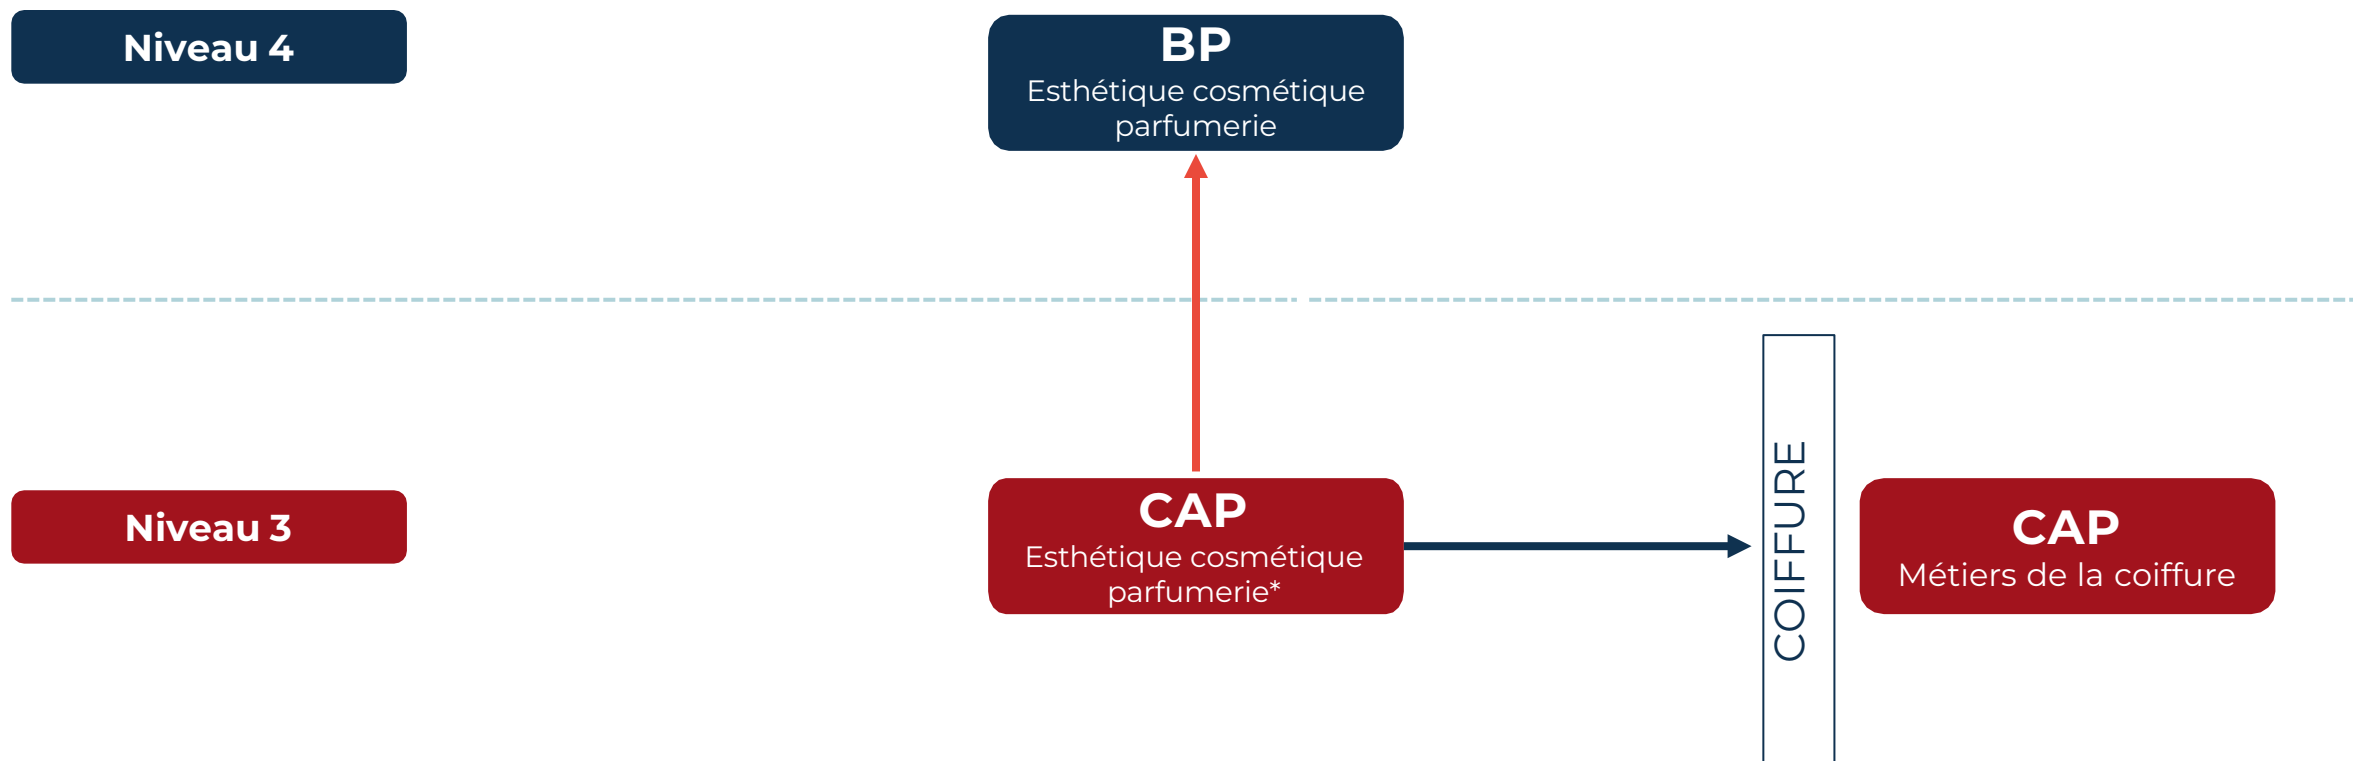 Niveau 4
BP
Esthétique cosmétique
parfumerie
Niveau 3
CAP
Esthétique cosmétique
parfumerie*
COIFFURE
CAP
Métiers de la coiffure